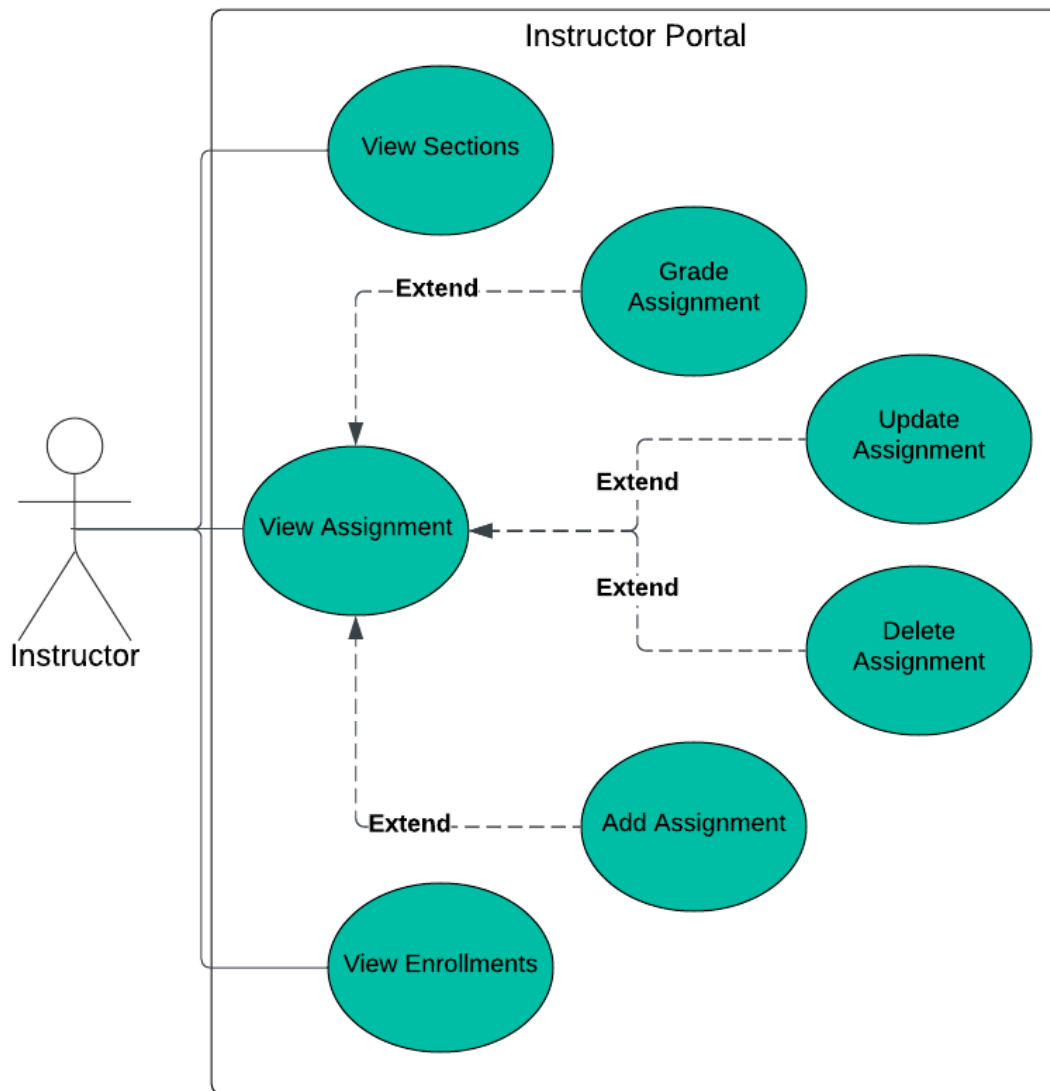 Instructor Portal
View Sections
Grade
Assignment
Extend
Update
Assignment
Extend
View Assignment
Extend
Delete
Assignment
Instructor
Extend
Add Assignment
View Enrollments